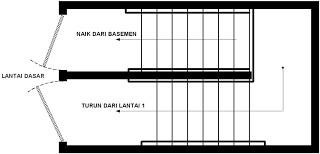 NAIK DARI BASEMEN
LANTAI DASAR
TURUN DARI LANTAI 1